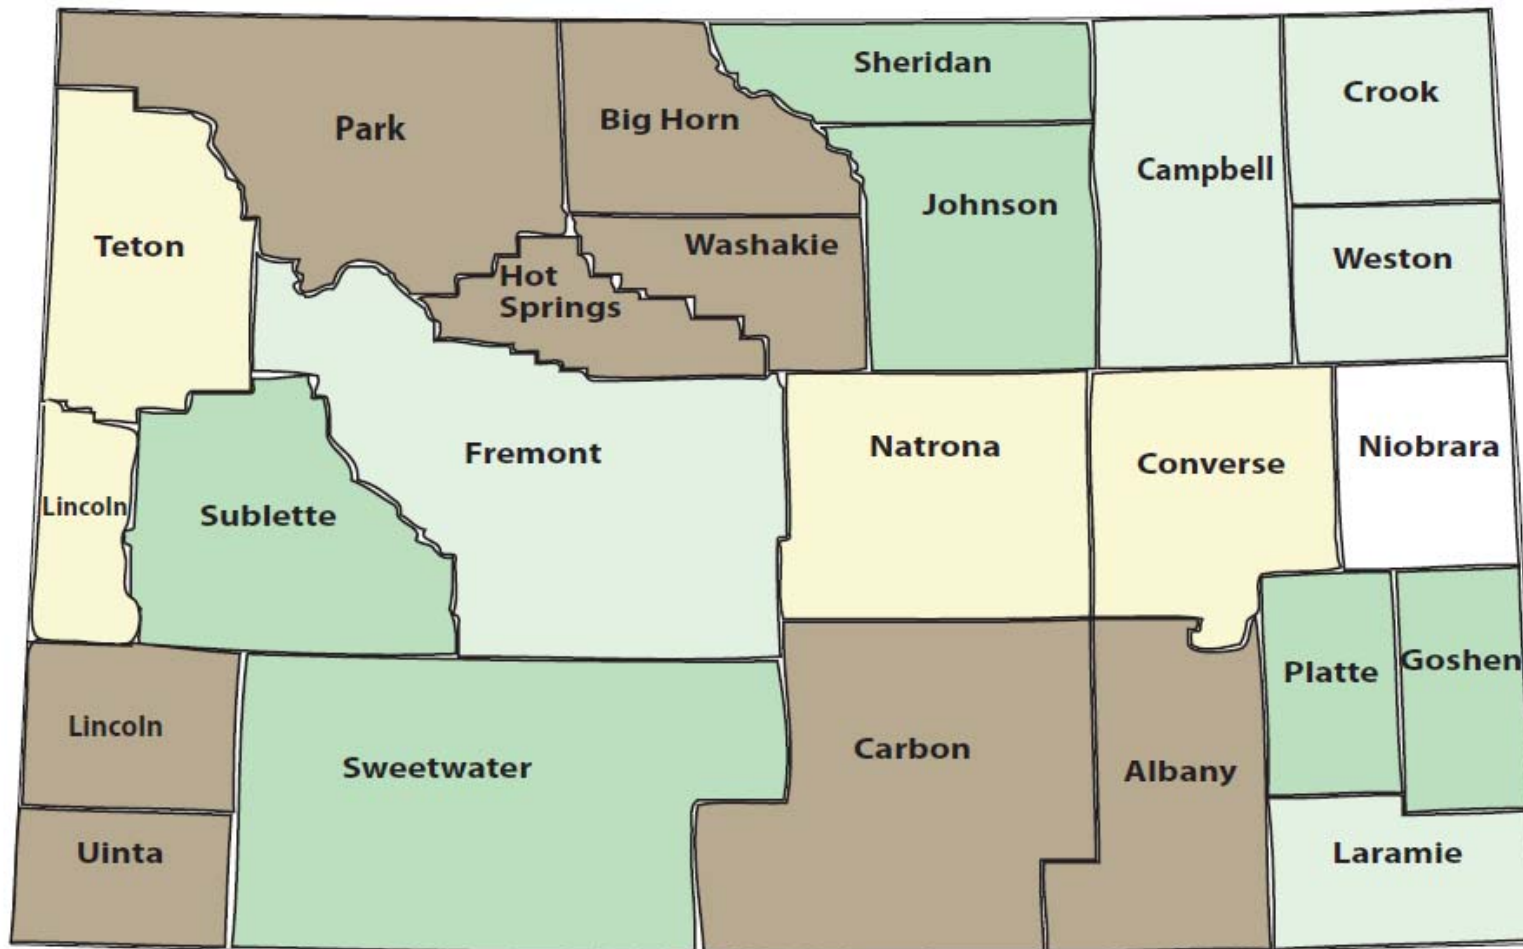 Sheridan
Crook
Park
Big Horn
Campbell
Johnson
Teton
Washakie
Weston
Hot
Springs
Fremont
Natrona
Converse
Niobrara
Lincoln
Sublette
Platte
Goshen
Lincoln
Sweetwater
Carbon
Albany
Uinta
Laramie